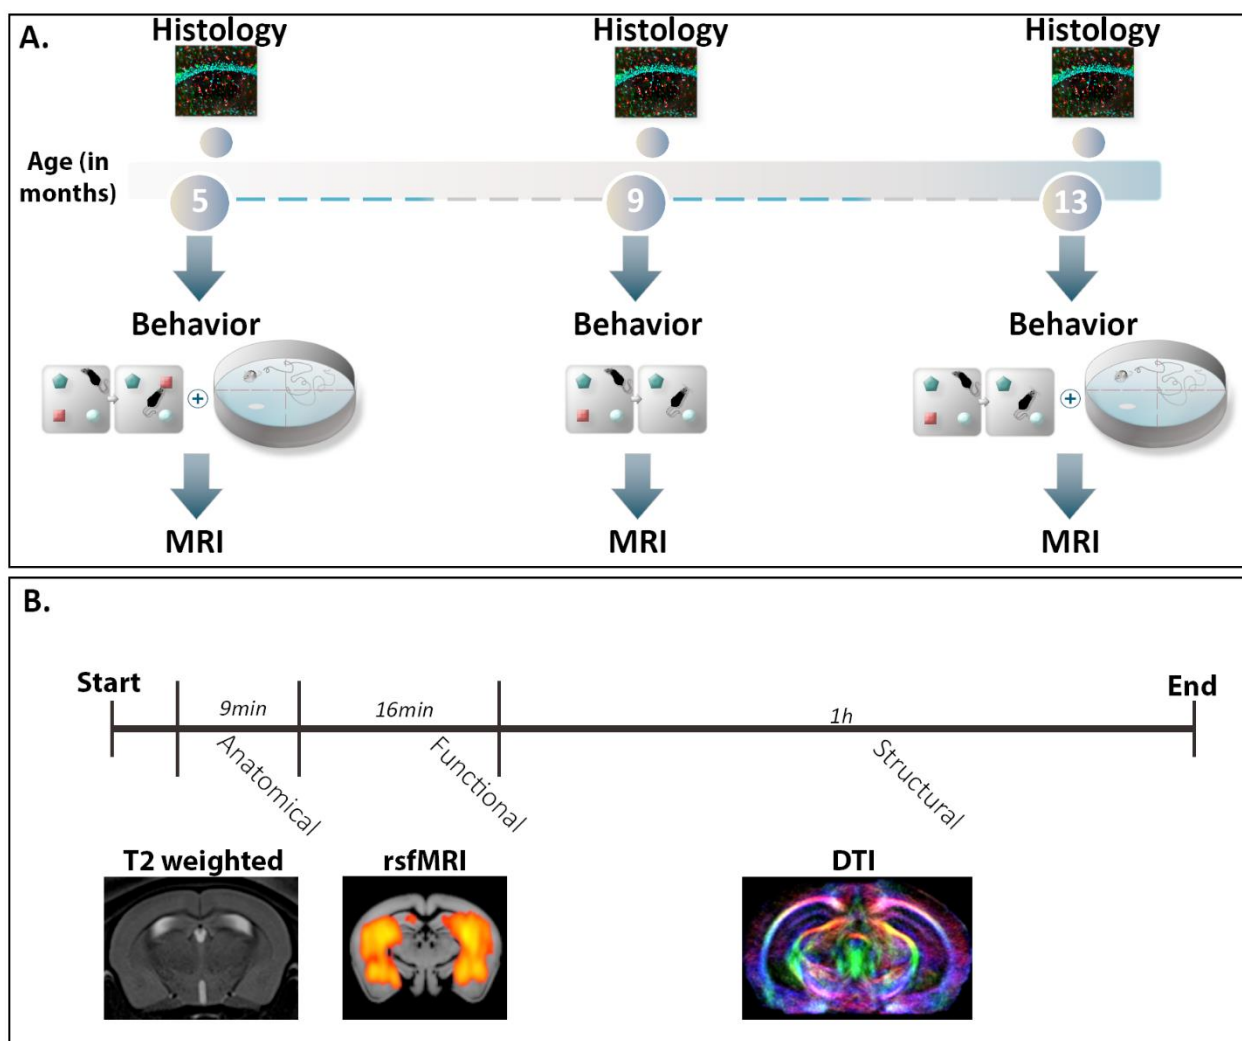 A.
Histology
Histology
Histology
Age (in
months)
5
9
13
Behavior
Behavior
Behavior
+
+
MRI
MRI
MRI
B.
Start
End
9min
16min
1h
Anatomical
Functional
Structural
T2 weighted
rsfMRI
DTI